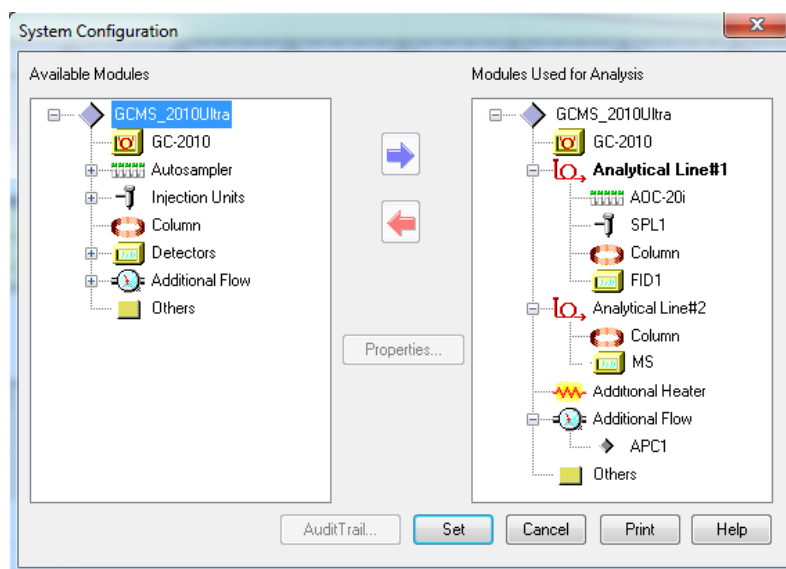 System Configuration
Available Modules
GCMS_2010Ultra
GC-2010
Autosampler
Injection Units
Column
Detectors
Additional Flow
Others
Properties...
Modules Used for Analysis
GCMS_2010Ultra
GC-2010
Analytical Line#1
AOC-20i
SPL1
Column
FID1
Analytical Line#2
Column
MS
Additional Heater
Additional Flow
APC1
Others
AuditTrail...
Set
Cancel
Print
Help